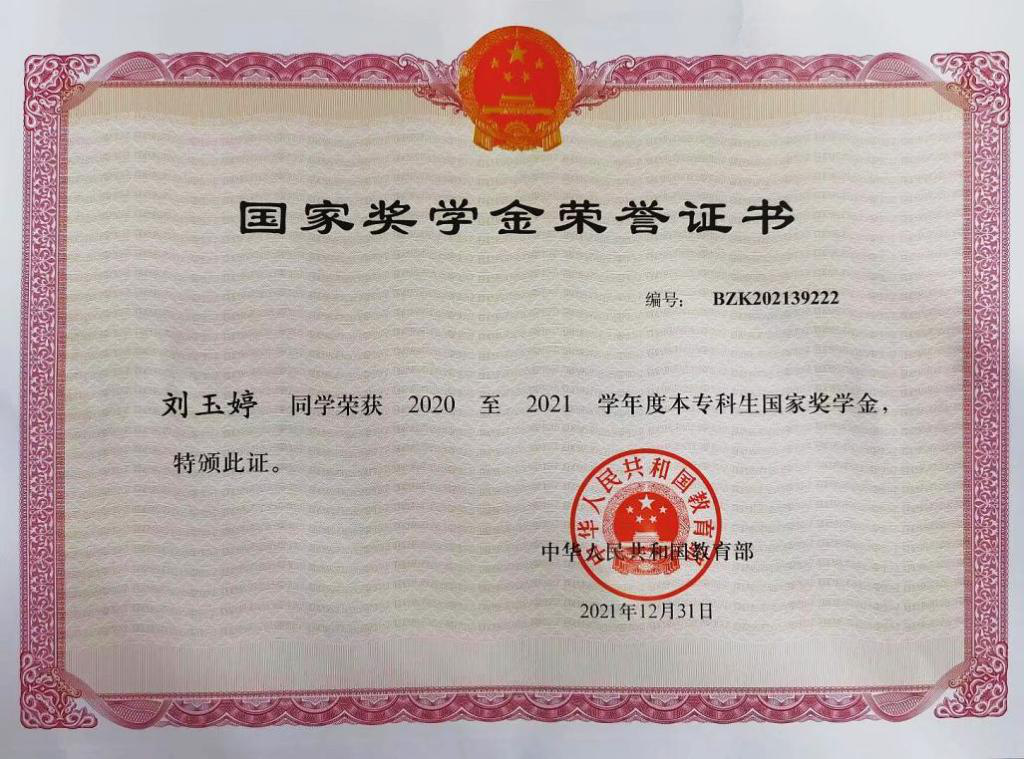 国家奖学金荣誉证书
编号: BZK202139222
刘玉婷 同学荣获 2020 至 2021 学年度本专科生国家奖学金,
特颁此证。
中华人民共和国教育部
中华人民共和国教育部
2021年12月31日